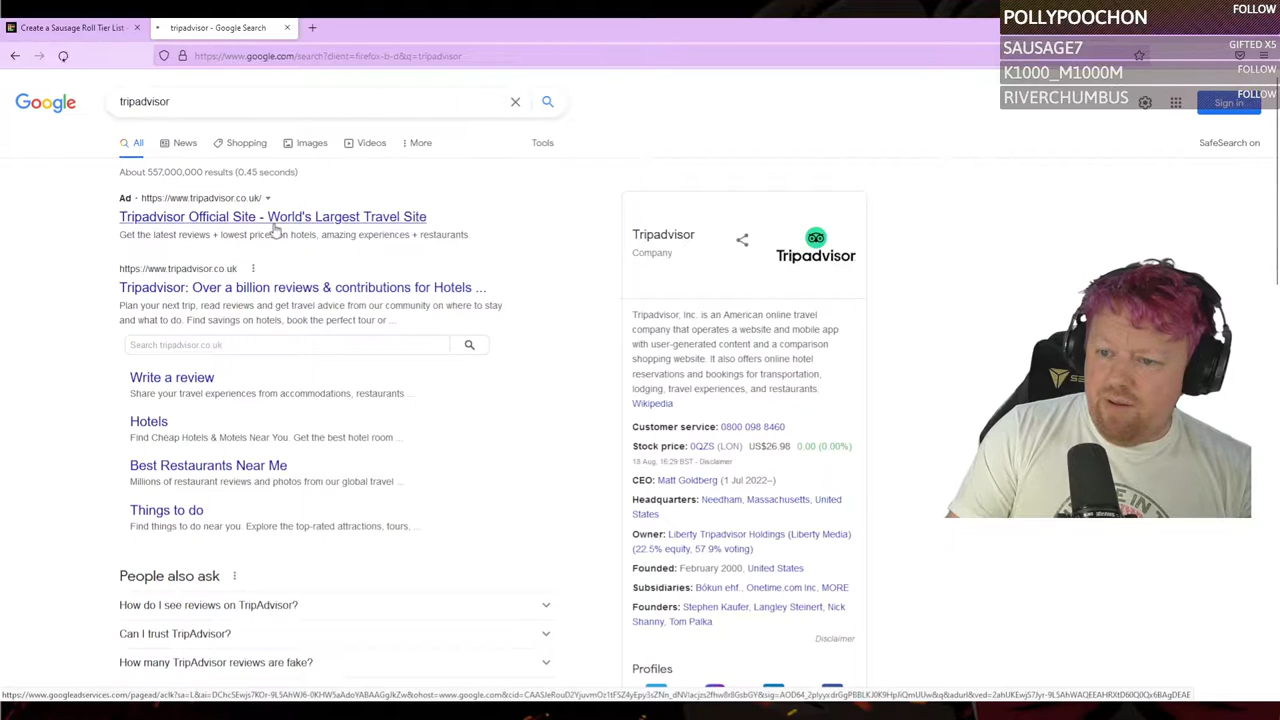 POLLYPOOCHON FOLLOW
SAUSAGE7 GIFTED X5
K1000_M1000M FOLLOW
RIVERCHUMBUS FOLLOW
Create a Sausage Roll Tier List -
tripadvisor - Google Search
https://www.google.com/search?client=firefox-b-d&q=tripadvisor
Google
tripadvisor
Sign in
All News Shopping Images Videos More Tools
SafeSearch on
About 557,000,000 results (0.45 seconds)
Ad · https://www.tripadvisor.co.uk/
Tripadvisor Official Site - World's Largest Travel Site
Get the latest reviews + lowest prices on hotels, amazing experiences + restaurants.
https://www.tripadvisor.co.uk
Tripadvisor: Over a billion reviews & contributions for Hotels ...
Plan your next trip, read reviews and get travel advice from our community on where to stay
and what to do. Find savings on hotels, book the perfect tour or ...
Search tripadvisor.co.uk
Write a review
Share your travel experiences from accommodations, restaurants ...
Hotels
Find Cheap Hotels & Motels Near You. Get the best hotel room ...
Best Restaurants Near Me
Millions of restaurant reviews and photos from our global travel ...
Things to do
Find things to do near you. Explore the top-rated attractions, tours, ...
People also ask
How do I see reviews on TripAdvisor?
Can I trust TripAdvisor?
How many TripAdvisor reviews are fake?
Tripadvisor
Company
Tripadvisor
Tripadvisor, Inc. is an American online travel
company that operates a website and mobile app
with user-generated content and a comparison
shopping website. It also offers online hotel
reservations and bookings for transportation,
lodging, travel experiences, and restaurants.
Wikipedia
Customer service: 0800 098 8460
Stock price: 0QZS (LON) US$26.98 0.00 (0.00%)
18 Aug, 16:29 BST - Disclaimer
CEO: Matt Goldberg (1 Jul 2022–)
Headquarters: Needham, Massachusetts, United
States
Owner: Liberty Tripadvisor Holdings (Liberty Media)
(22.5% equity, 57.9% voting)
Founded: February 2000, United States
Subsidiaries: Bókun ehf., Onetime.com inc, MORE
Founders: Stephen Kaufer, Langley Steinert, Nick
Shanny, Tom Palka
Disclaimer
Profiles